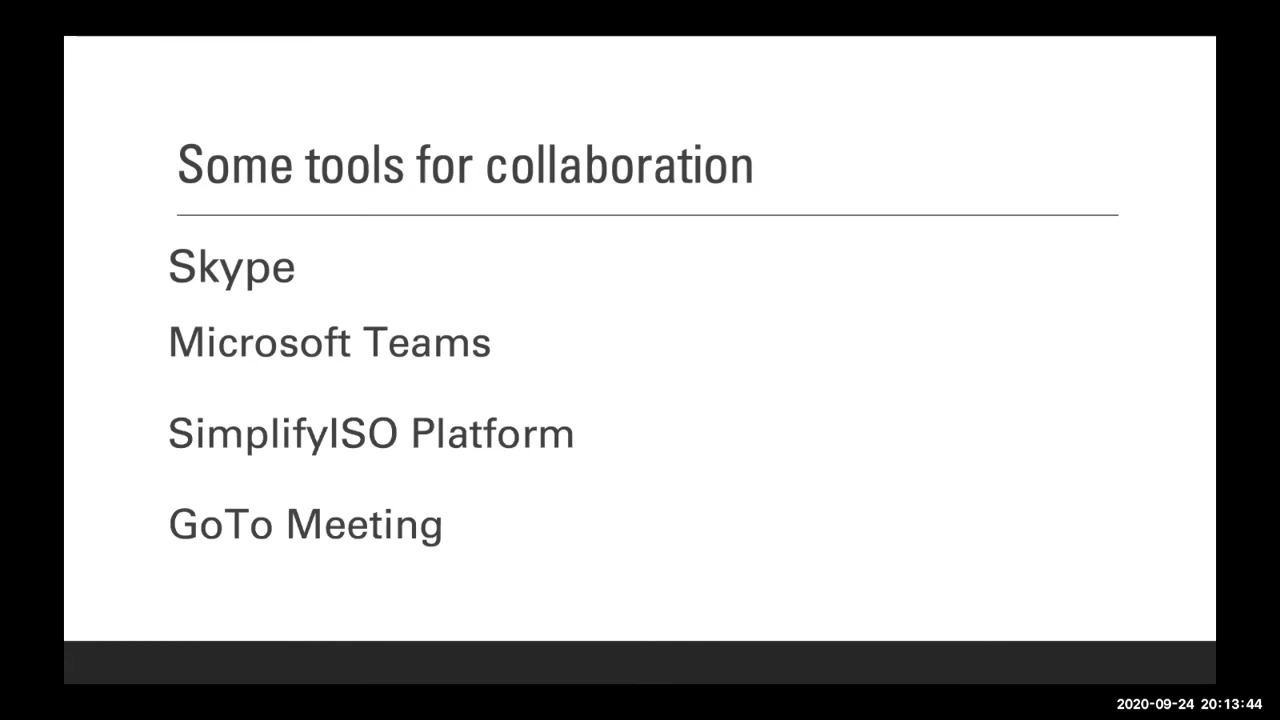 Some tools for collaboration
Skype
Microsoft Teams
SimplifyISO Platform
GoTo Meeting
2020-09-24 20:13:44